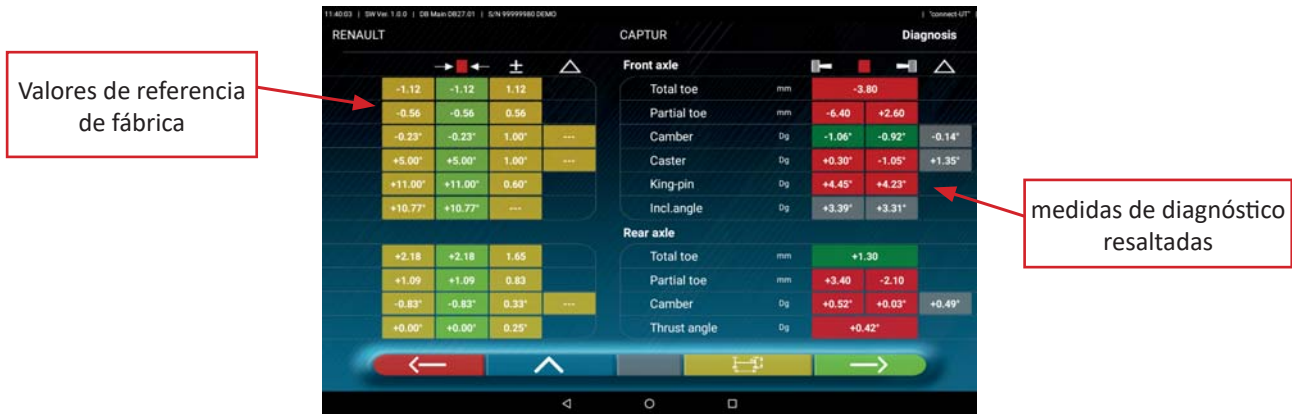 11:40:03 | SW Ver. 1.0.0 | DB Main DB27.01 | S/N 99999980 DEMO | "connect-UT"
RENAULT CAPTUR Diagnosis
Valores de referencia
de fábrica
± Front axle
-1.12 -1.12 1.12 Total toe mm -3.80
-0.56 -0.56 0.56 Partial toe mm -6.40 +2.60
-0.23° -0.23° 1.00° --- Camber Dg -1.06° -0.92° -0.14°
+5.00° +5.00° 1.00° --- Caster Dg +0.30° -1.05° +1.35°
+11.00° +11.00° 0.60° King-pin Dg +4.45° +4.23°
+10.77° +10.77° --- Incl.angle Dg +3.39° +3.31°
medidas de diagnóstico
resaltadas
Rear axle
+2.18 +2.18 1.65 Total toe mm +1.30
+1.09 +1.09 0.83 Partial toe mm +3.40 -2.10
-0.83° -0.83° 0.33° --- Camber Dg +0.52° +0.03° +0.49°
+0.00° +0.00° 0.25° Thrust angle Dg +0.42°